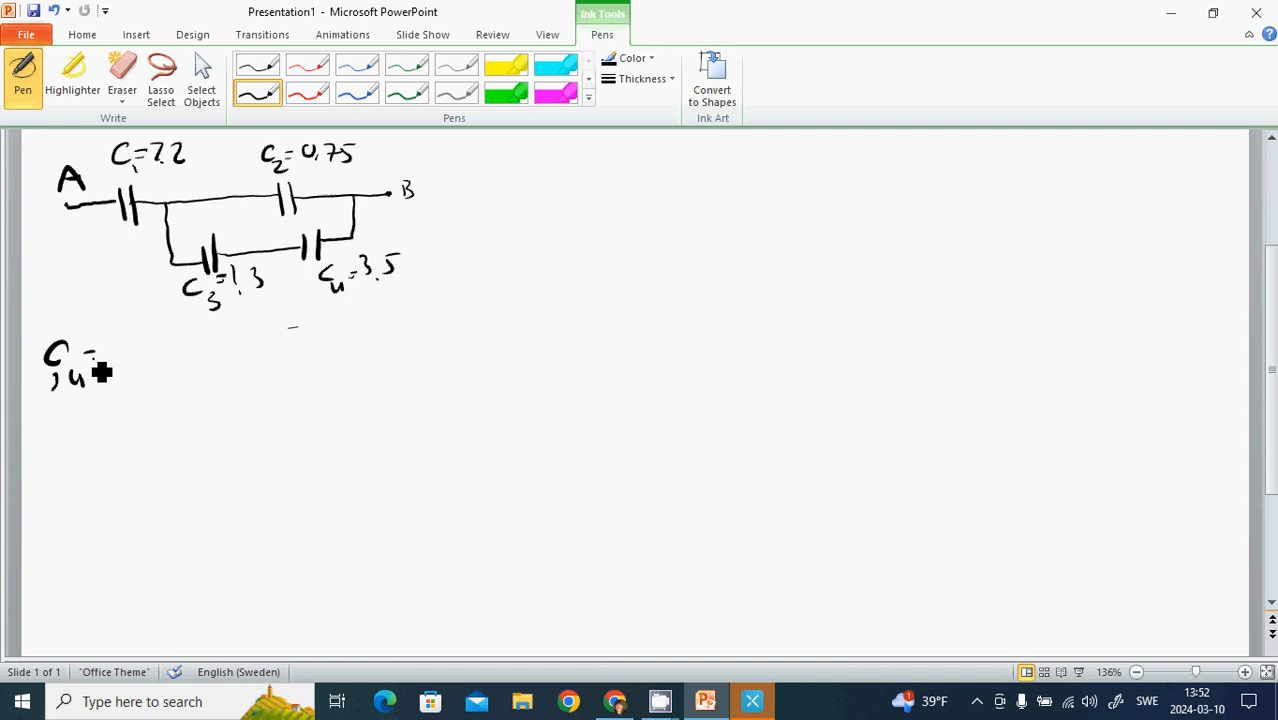 Presentation1 - Microsoft PowerPoint
Ink Tools
File Home Insert Design Transitions Animations Slide Show Review View Pens
Pen Highlighter Eraser Lasso Select Select Objects
Color
Thickness
Convert to Shapes
Write Pens Ink Art
C₁=2.2 C₂=0.75
A B
C₃=1.3 C₄=3.5
C₃₄=
Slide 1 of 1 "Office Theme" English (Sweden) 136%
Type here to search 1 39°F SWE 13:52
2024-03-10